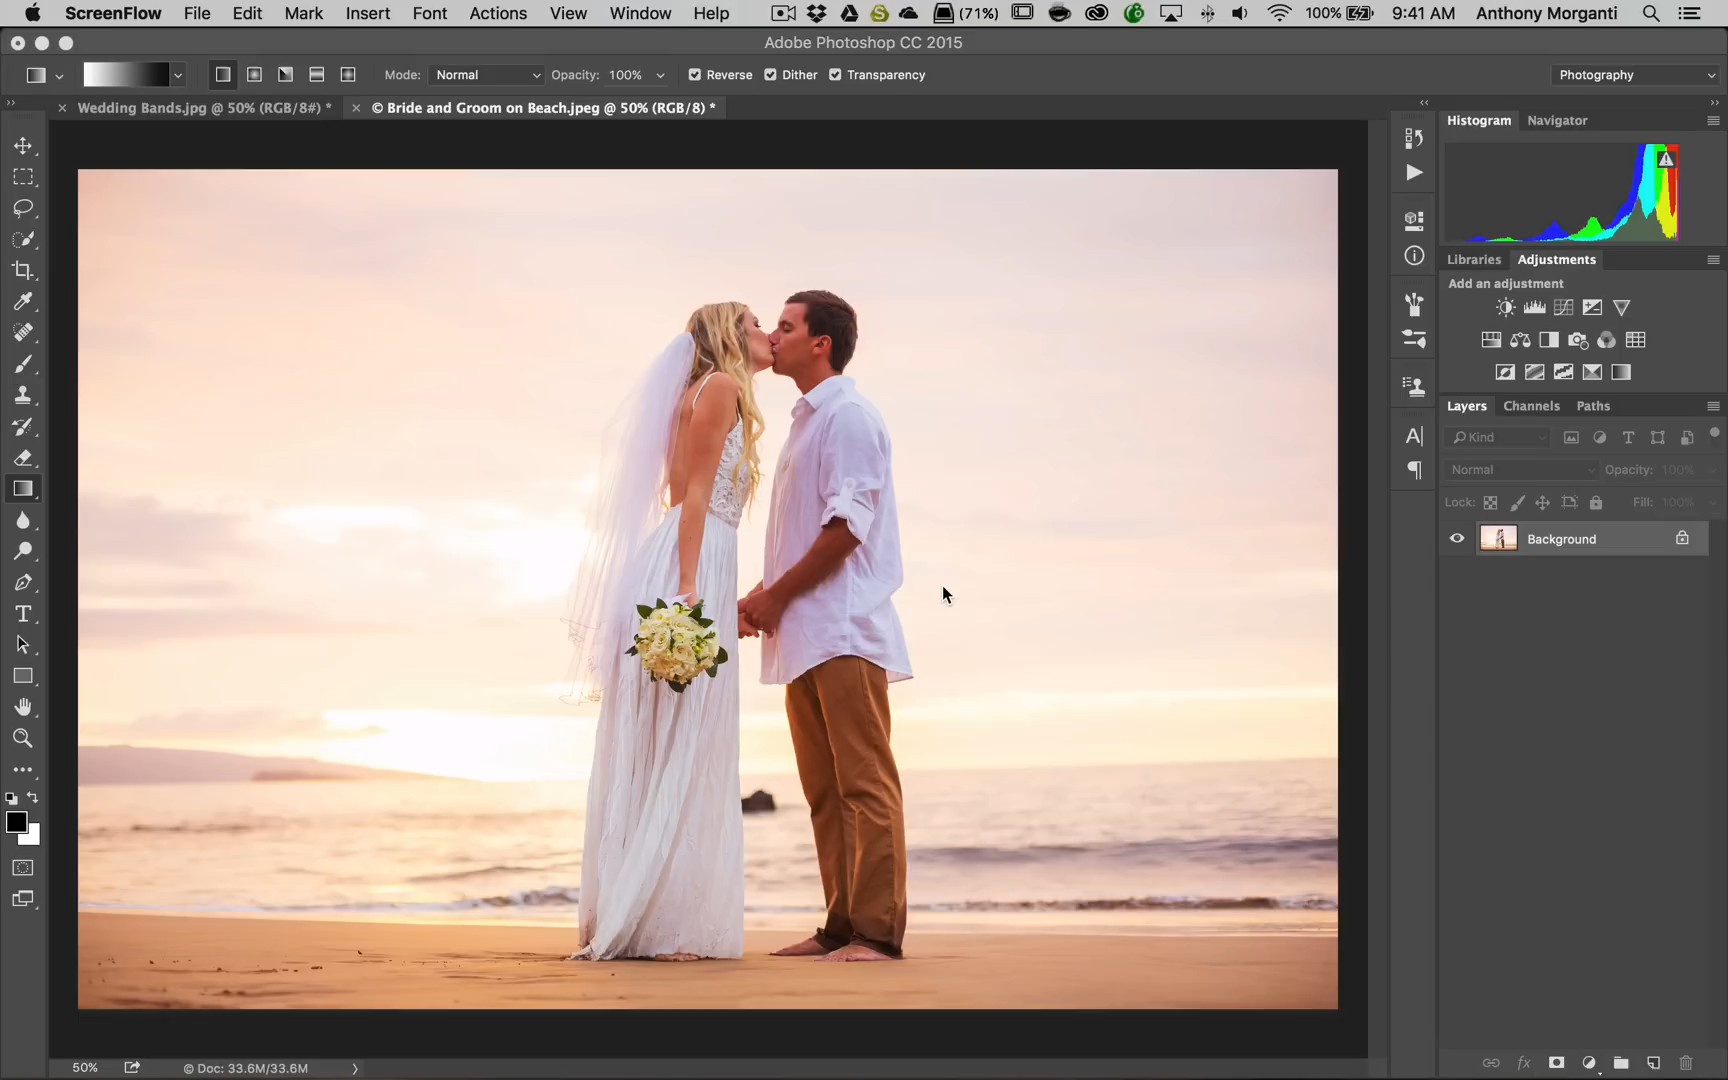 ScreenFlow File Edit Mark Insert Font Actions View Window Help (71%) 100% 9:41 AM Anthony Morganti
Adobe Photoshop CC 2015
Mode: Normal Opacity: 100% Reverse Dither Transparency Photography
Wedding Bands.jpg @ 50% (RGB/8#) * © Bride and Groom on Beach.jpeg @ 50% (RGB/8) *
Histogram Navigator
Libraries Adjustments
Add an adjustment
Layers Channels Paths
Kind
Normal Opacity: 100%
Lock: Fill: 100%
Background
50% © Doc: 33.6M/33.6M